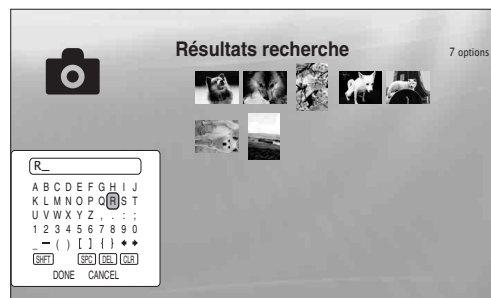 Résultats recherche
7 options
R_
A B C D E F G H I J
K L M N O P Q R S T
U V W X Y Z , . : ;
1 2 3 4 5 6 7 8 9 0
_ – ( ) [ ] { }
SHFT SPC DEL CLR
DONE CANCEL